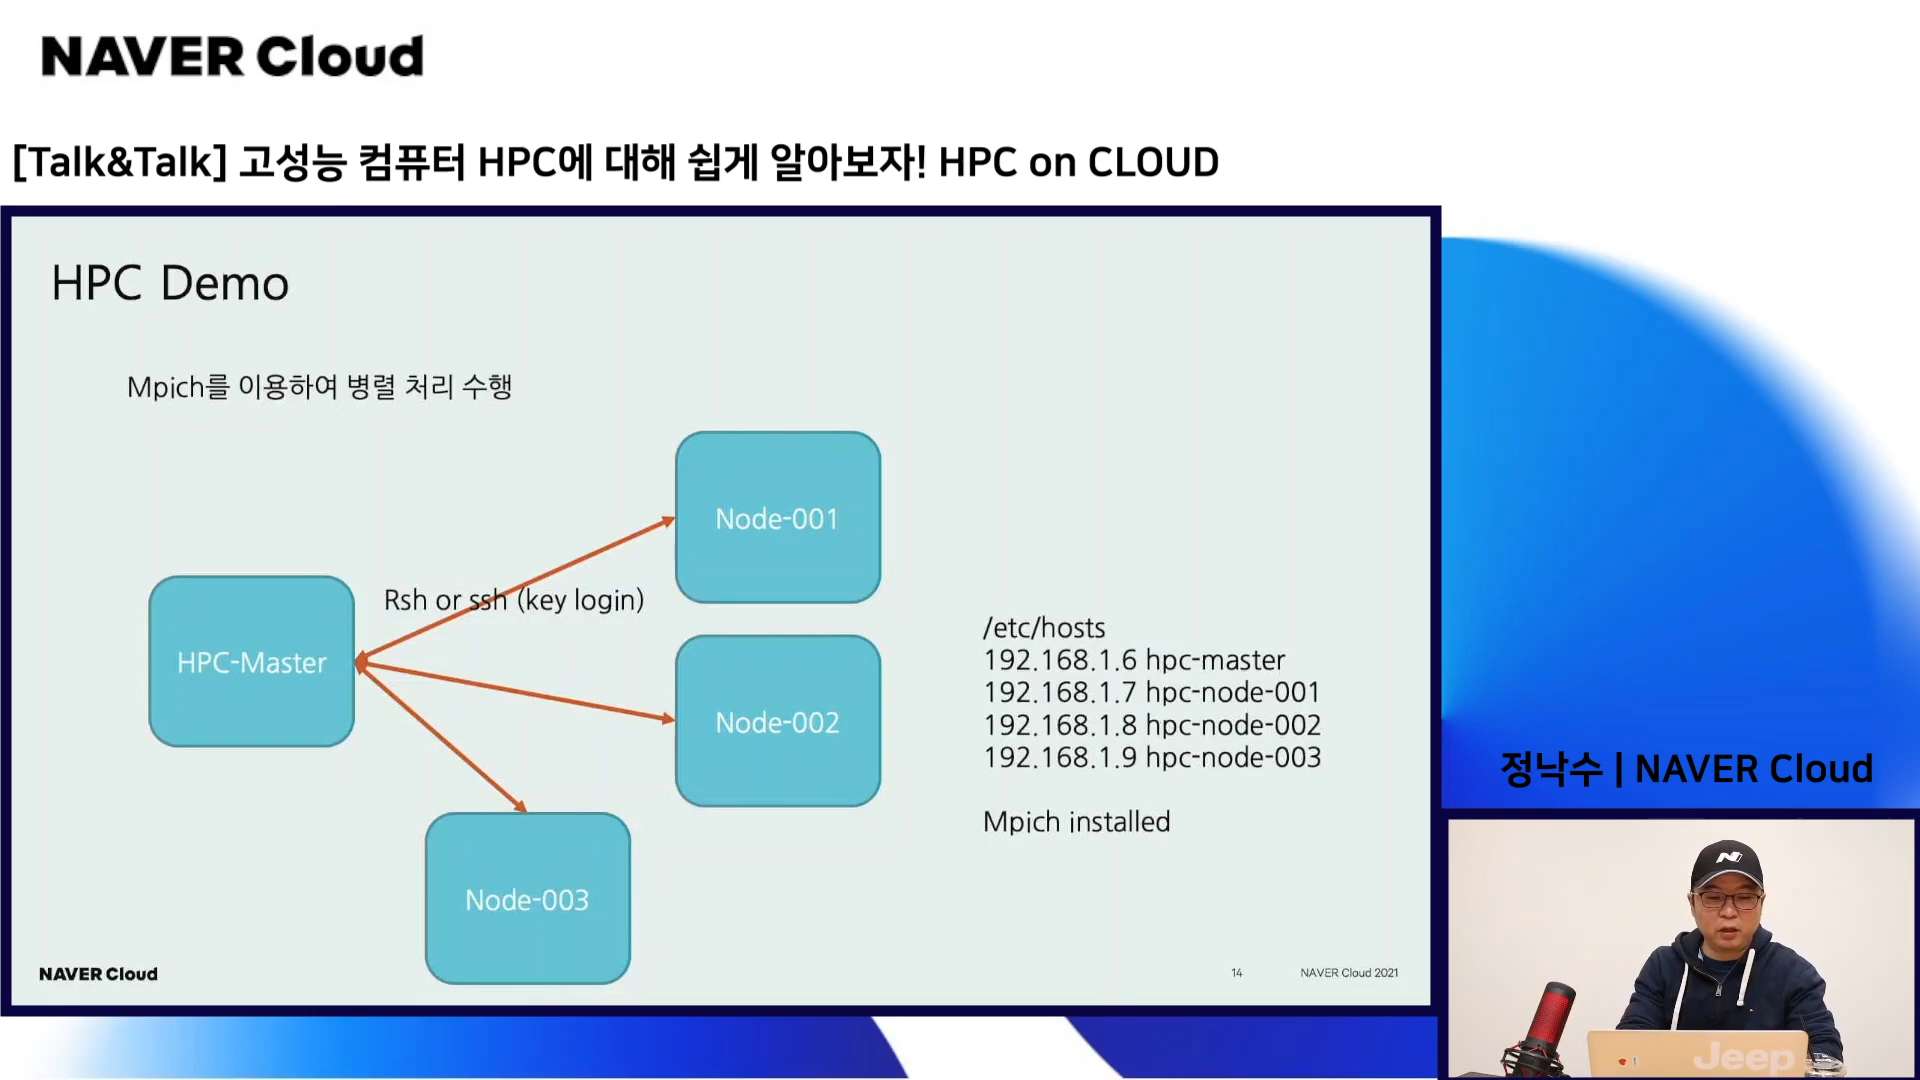 NAVER Cloud
[Talk&Talk] 고성능 컴퓨터 HPC에 대해 쉽게 알아보자! HPC on CLOUD
HPC Demo
Mpich를 이용하여 병렬 처리 수행
Node-001
Rsh or ssh (key login)
HPC-Master
Node-002
Node-003
/etc/hosts
192.168.1.6 hpc-master
192.168.1.7 hpc-node-001
192.168.1.8 hpc-node-002
192.168.1.9 hpc-node-003
Mpich installed
NAVER Cloud
14
NAVER Cloud 2021
정낙수 | NAVER Cloud
Jeep